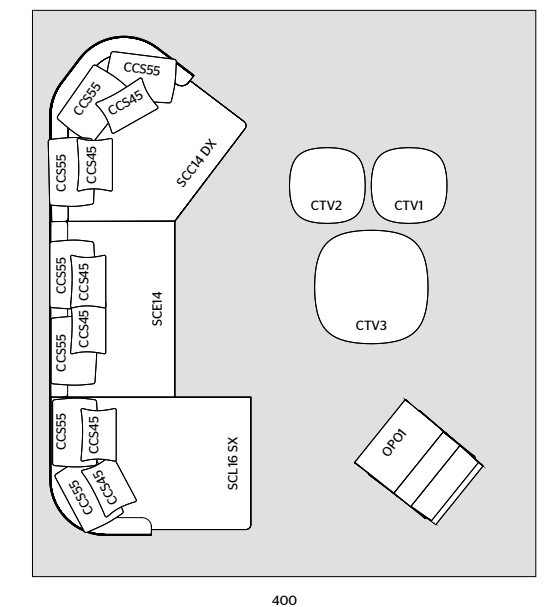 CCS55
CCS55
CCS45
SCC14 DX
CCS55
CCS45
CTV2
CTV1
CCS55
CCS45
SCE14
CCS55
CCS45
CTV3
CCS55
CCS45
SCL16 SX
OPO1
CCS55
CCS45
400